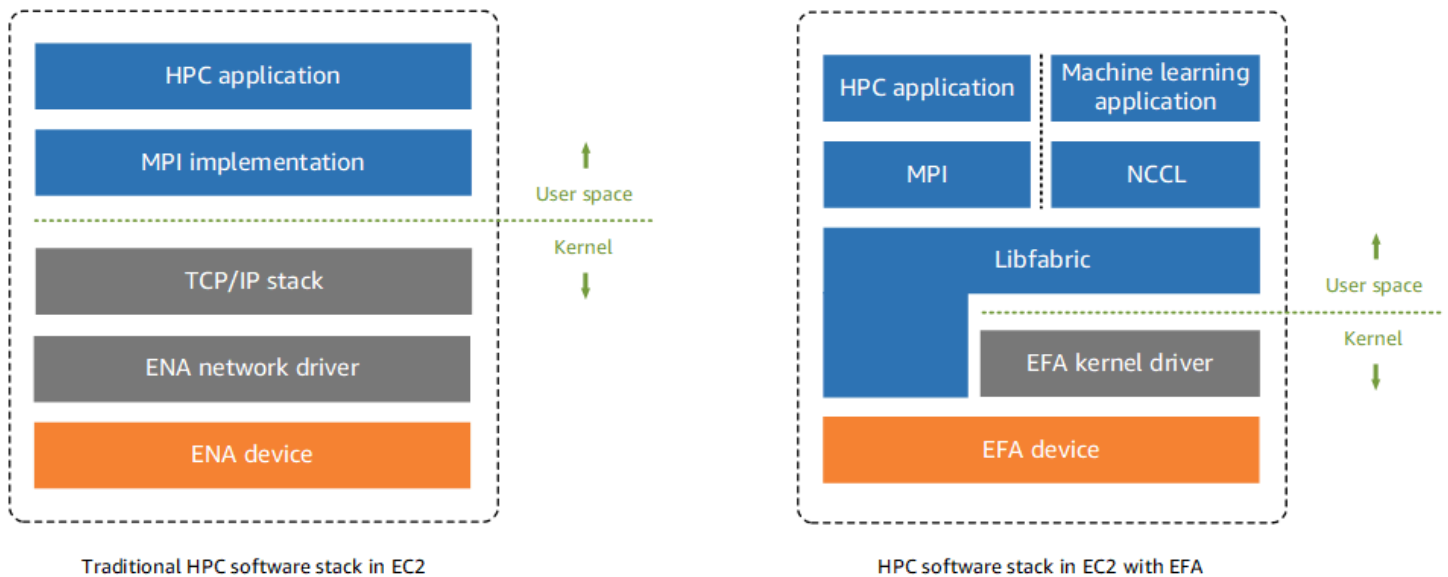 HPC application
MPI implementation
User space
Kernel
TCP/IP stack
ENA network driver
ENA device
Traditional HPC software stack in EC2
HPC application
Machine learning
application
MPI
NCCL
Libfabric
User space
Kernel
EFA kernel driver
EFA device
HPC software stack in EC2 with EFA